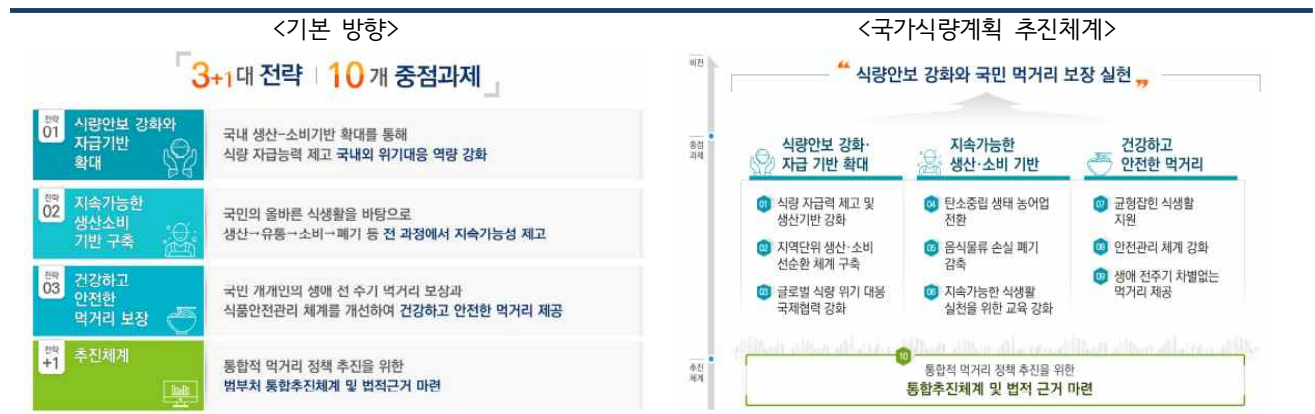 <기본 방향>
「3+1대 전략 | 10개 중점과제」
전략 01
식량안보 강화와
자급기반
확대
국내 생산-소비기반 확대를 통해
식량 자급능력 제고 국내외 위기대응 역량 강화
전략 02
지속가능한
생산소비
기반 구축
국민의 올바른 식생활을 바탕으로
생산→유통→소비→폐기 등 전 과정에서 지속가능성 제고
전략 03
건강하고
안전한
먹거리 보장
국민 개개인의 생애 전 주기 먹거리 보장과
식품안전관리 체계를 개선하여 건강하고 안전한 먹거리 제공
전략 +1
추진체계
통합적 먹거리 정책 추진을 위한
범부처 통합추진체계 및 법적근거 마련
<국가식량계획 추진체계>
비전
“ 식량안보 강화와 국민 먹거리 보장 실현 „
중점
과제
식량안보 강화·
자급 기반 확대
01 식량 자급력 제고 및
생산기반 강화
02 지역단위 생산·소비
선순환 체계 구축
03 글로벌 식량 위기 대응
국제협력 강화
지속가능한
생산·소비 기반
04 탄소중립 생태 농어업
전환
05 음식물류 손실 폐기
감축
06 지속가능한 식생활
실천을 위한 교육 강화
건강하고
안전한 먹거리
07 균형잡힌 식생활
지원
08 안전관리 체계 강화
09 생애 전주기 차별없는
먹거리 제공
추진
체계
10
통합적 먹거리 정책 추진을 위한
통합추진체계 및 법적 근거 마련